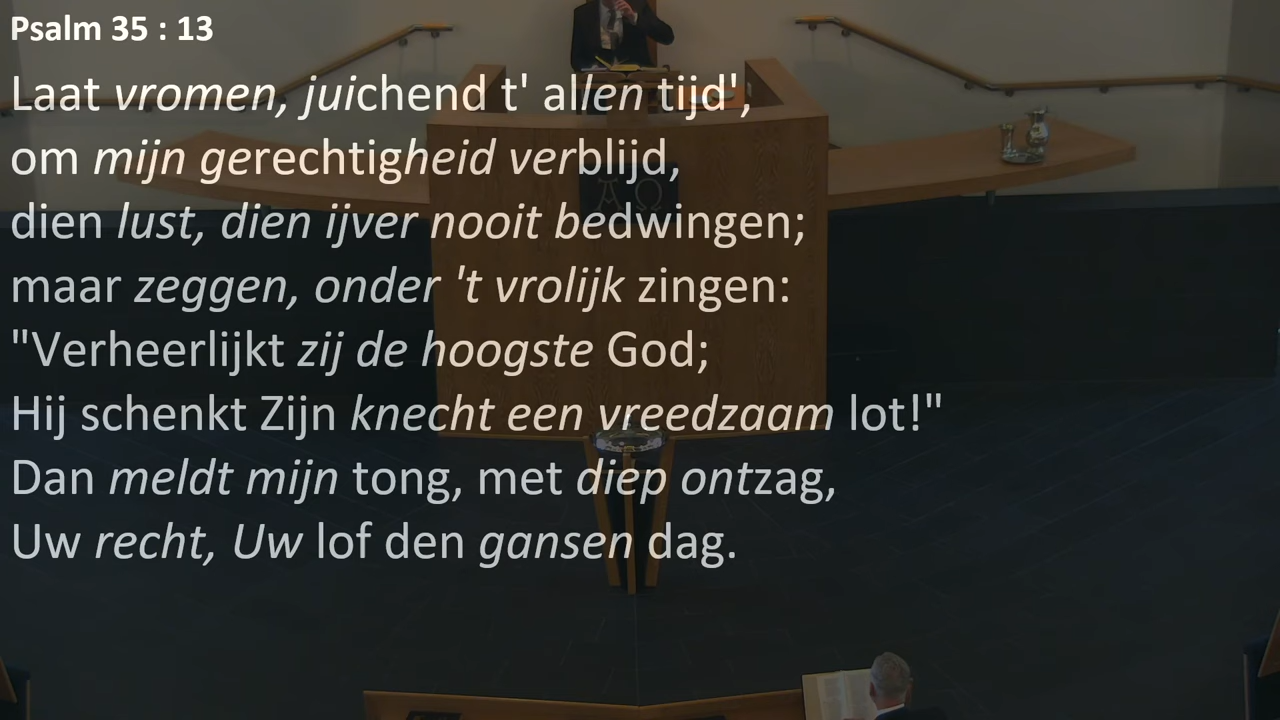 Psalm 35 : 13
Laat vromen, juichend t' allen tijd',
om mijn gerechtigheid verblijd,
dien lust, dien ijver nooit bedwingen;
maar zeggen, onder 't vrolijk zingen:
"Verheerlijkt zij de hoogste God;
Hij schenkt Zijn knecht een vreedzaam lot!"
Dan meldt mijn tong, met diep ontzag,
Uw recht, Uw lof den gansen dag.
Α Ω